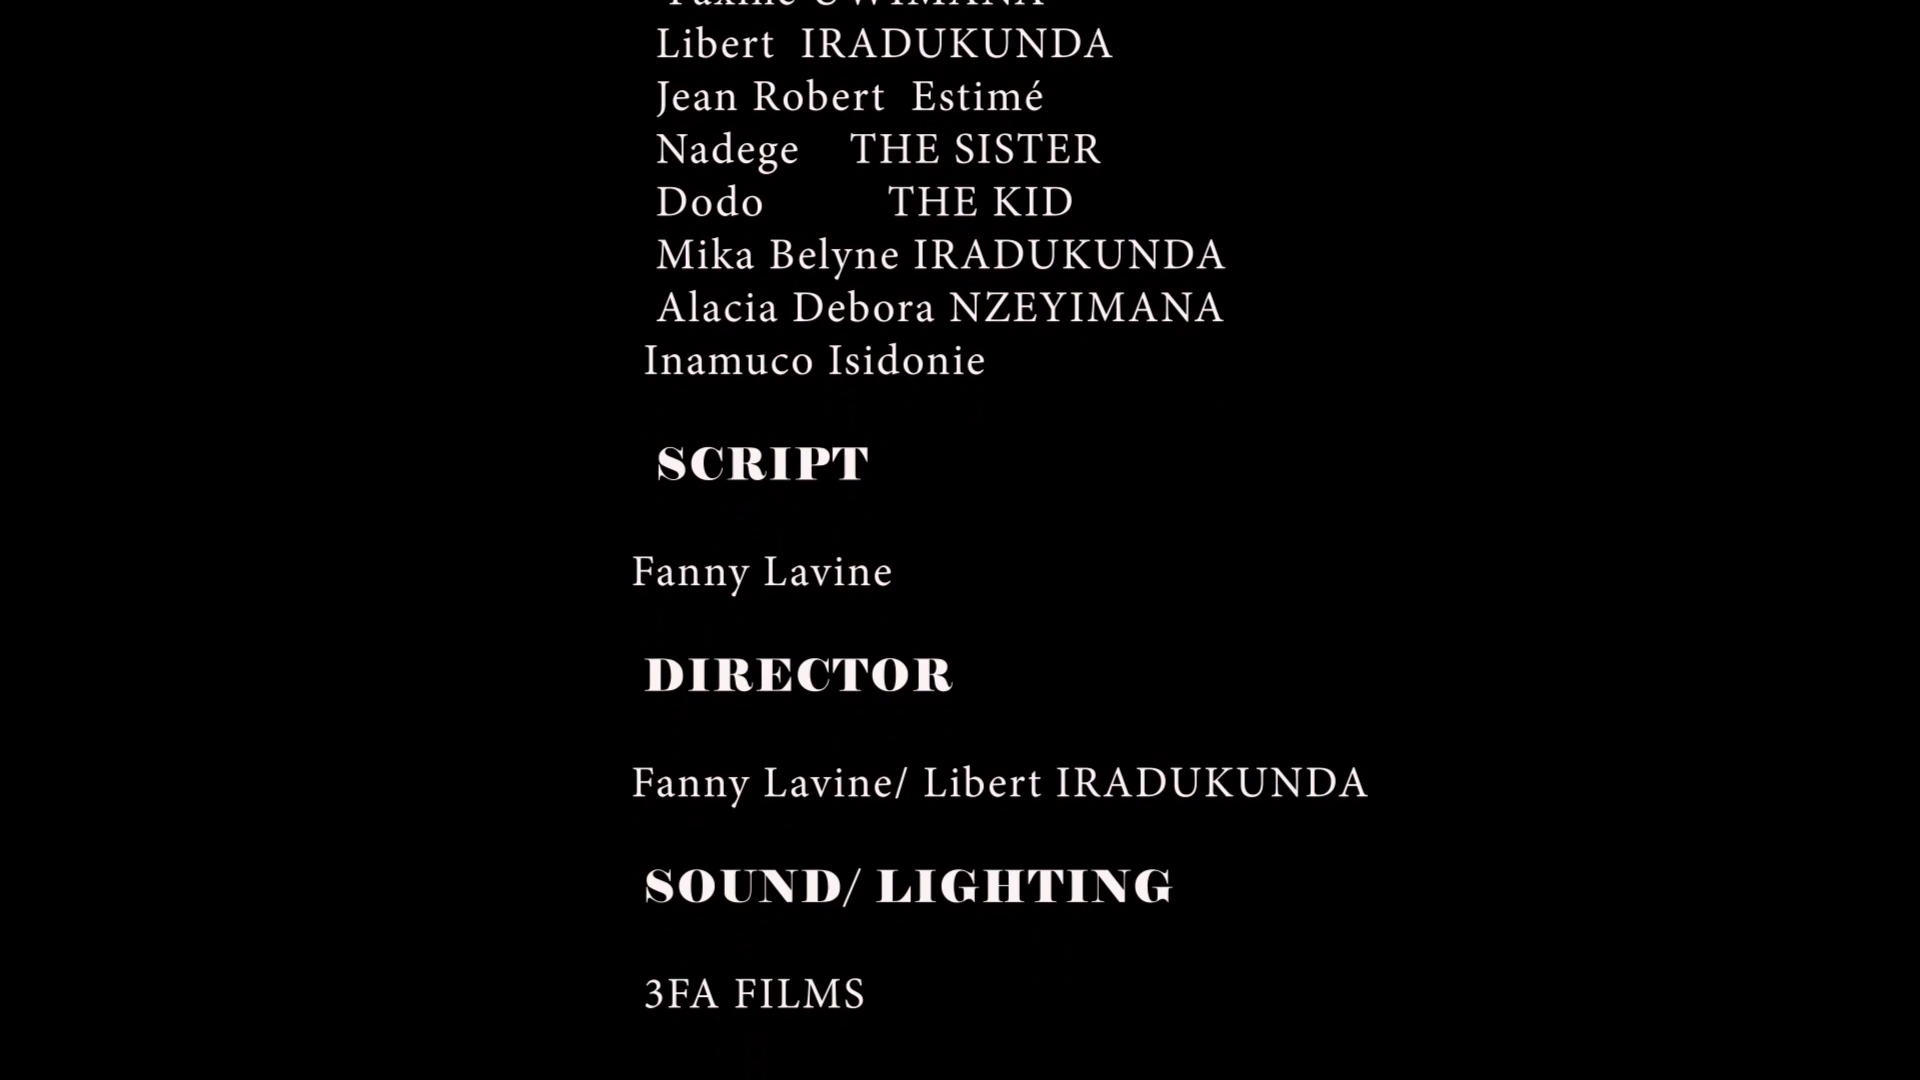 UWIMANA
Libert IRADUKUNDA
Jean Robert Estimé
Nadege THE SISTER
Dodo THE KID
Mika Belyne IRADUKUNDA
Alacia Debora NZEYIMANA
Inamuco Isidonie
SCRIPT
Fanny Lavine
DIRECTOR
Fanny Lavine/ Libert IRADUKUNDA
SOUND/ LIGHTING
3FA FILMS